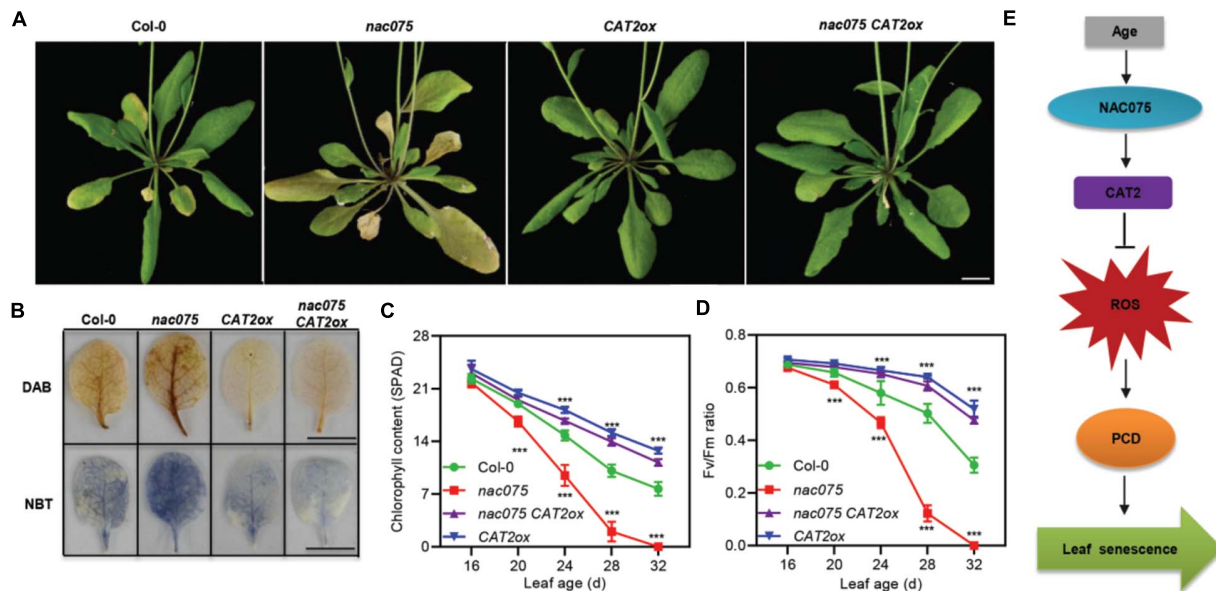 A
Col-0
nac075
CAT2ox
nac075 CAT2ox
B
Col-0
nac075
CAT2ox
nac075
CAT2ox
DAB
NBT
C
Chlorophyll content (SPAD)
28
21
14
7
0
16
20
24
28
32
Leaf age (d)
***
***
***
***
***
***
***
Col-0
nac075
nac075 CAT2ox
CAT2ox
D
Fv/Fm ratio
0.8
0.6
0.4
0.2
0.0
16
20
24
28
32
Leaf age (d)
***
***
***
***
***
***
***
Col-0
nac075
nac075 CAT2ox
CAT2ox
E
Age
NAC075
CAT2
ROS
PCD
Leaf senescence